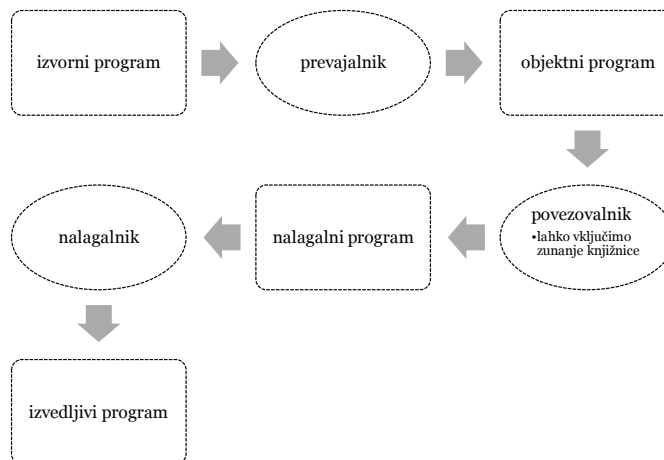 izvorni program
prevajalnik
objektni program
povezovalnik
•lahko vključimo
zunanje knjižnice
nalagalni program
nalagalnik
izvedljivi program